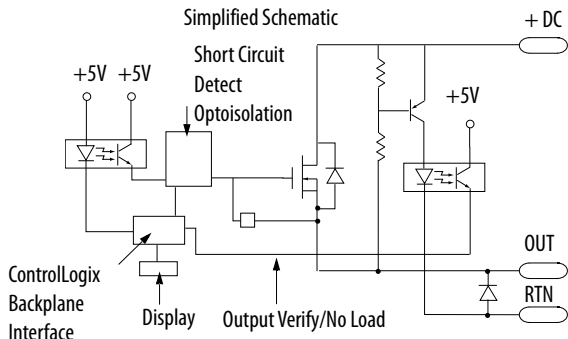 Simplified Schematic
+ DC
Short Circuit
Detect
Optoisolation
+5V +5V
+5V
OUT
RTN
ControlLogix
Backplane
Interface
Display
Output Verify/No Load